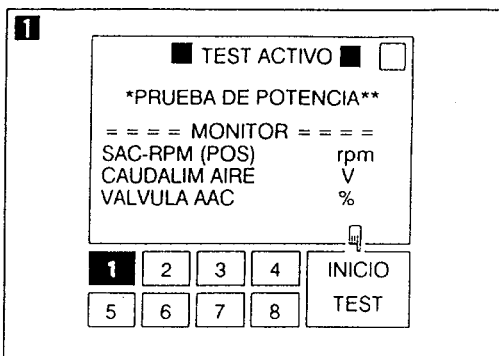 1
■ TEST ACTIVO ■
*PRUEBA DE POTENCIA**
= = = = MONITOR = = = =
SAC-RPM (POS) rpm
CAUDALIM AIRE V
VALVULA AAC %
1 2 3 4 INICIO
5 6 7 8 TEST